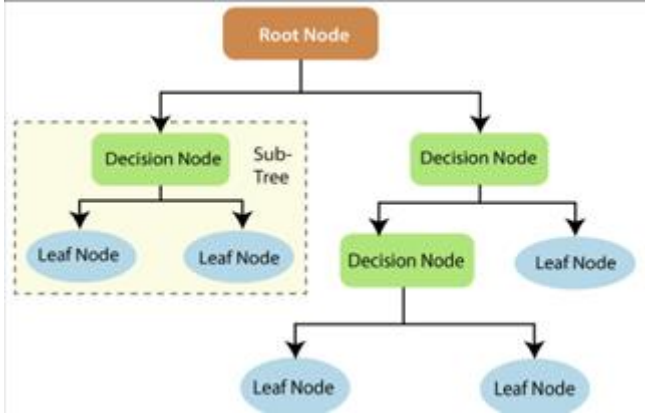 Root Node
Decision Node
Sub-
Tree
Decision Node
Leaf Node
Leaf Node
Decision Node
Leaf Node
Leaf Node
Leaf Node